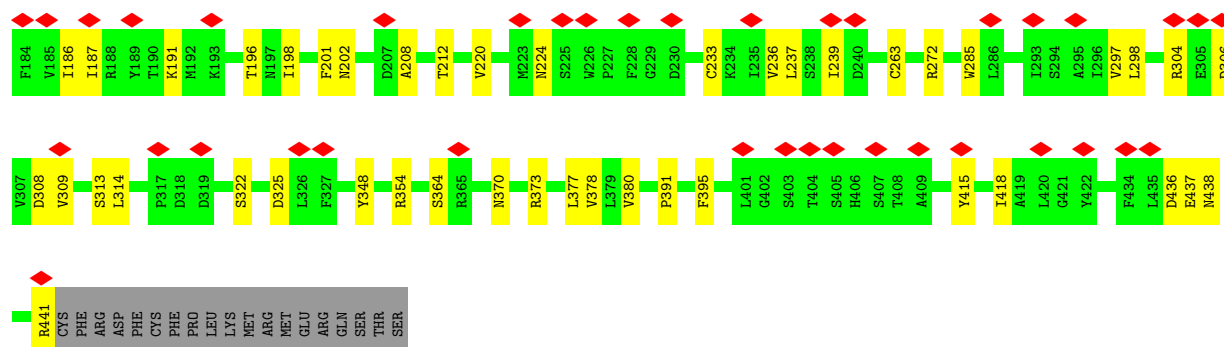 F184 V185 I186 I187 R188 Y189 T190 K191 M192 K193 T196 N197 I198 F201 N202 D207 A208 T212 V220 M223 N224 S225 W226 P227 F228 G229 D230 C233 K234 I235 V236 L237 S238 I239 D240 C263 R272 W285 L286 I293 S294 A295 I296 V297 L298 R304 E305
V307 D308 V309 S313 L314 P317 D318 D319 S322 D325 L326 F327 Y348 R354 S364 R365 N370 R373 L377 V378 L379 V380 P391 F395 L401 G402 S403 T404 S405 H406 S407 T408 A409 Y415 I418 A419 L420 G421 Y422 F434 L435 D436 E437 N438
R441 CYS PHE ARG ASP PHE CYS PHE PRO LEU LYS MET ARG MET GLU ARG GLN SER THR SER